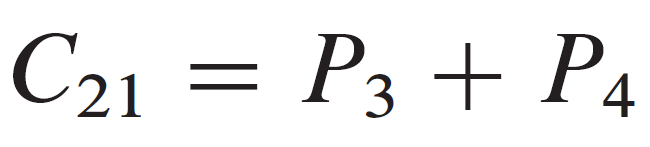 C₂₁ = P₃ + P₄